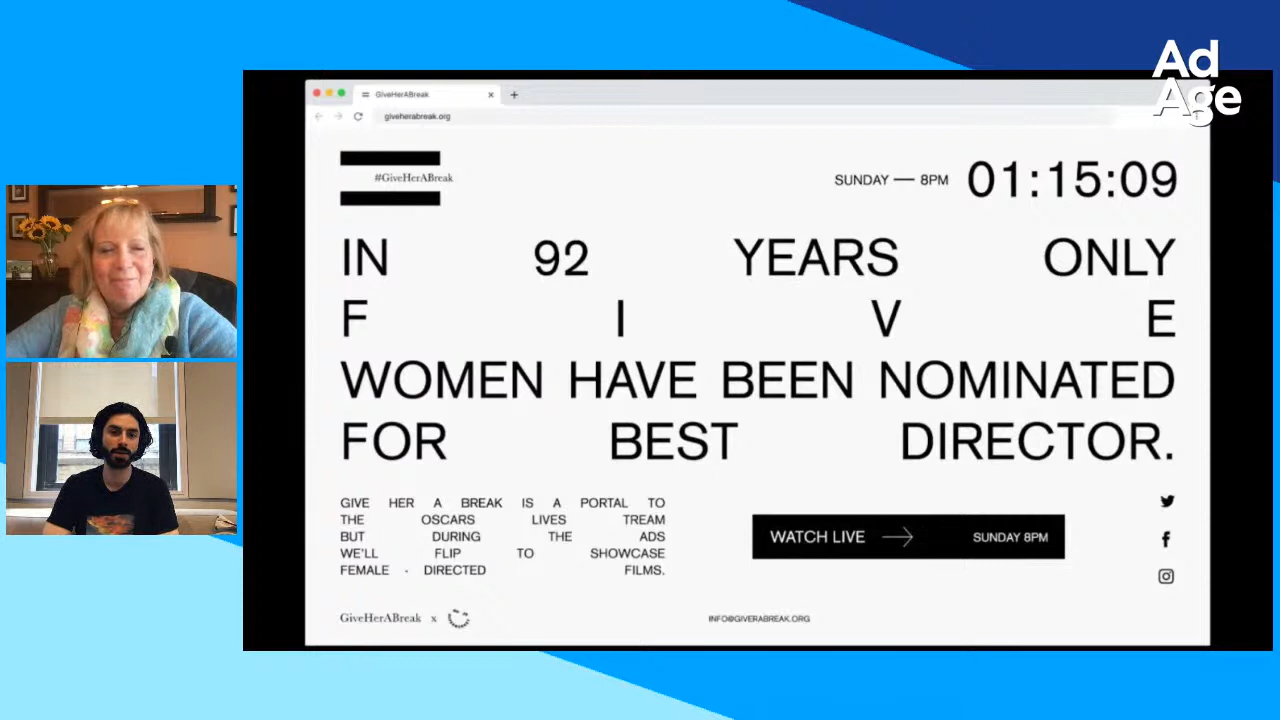 Ad
Age
GiveHerABreak
giveherabreak.org
#GiveHerABreak
SUNDAY — 8PM 01:15:09
IN 92 YEARS ONLY
F I V E
WOMEN HAVE BEEN NOMINATED
FOR BEST DIRECTOR.
GIVE HER A BREAK IS A PORTAL TO
THE OSCARS LIVES TREAM
BUT DURING THE ADS
WE'LL FLIP TO SHOWCASE
FEMALE - DIRECTED FILMS.
WATCH LIVE → SUNDAY 8PM
GiveHerABreak x
INFO@GIVERABREAK.ORG